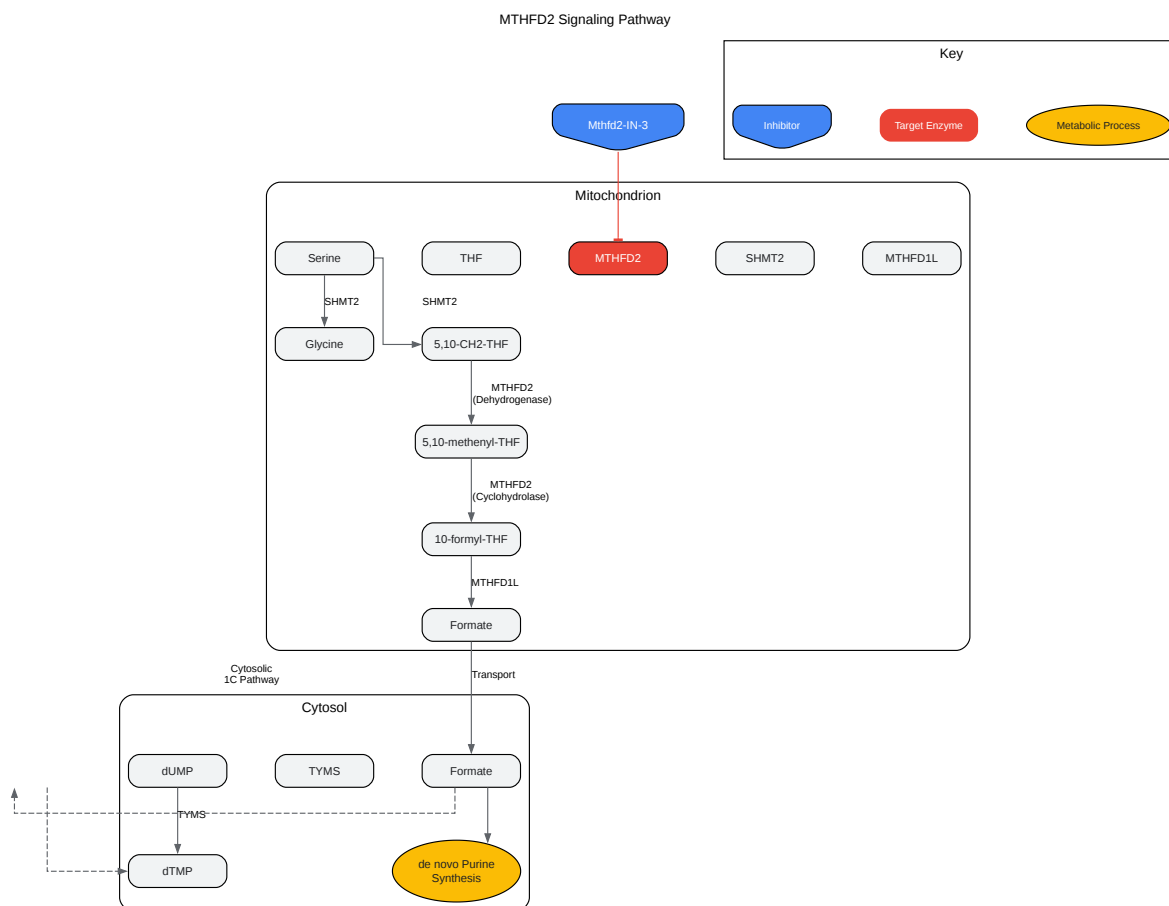 MTHFD2 Signaling Pathway
Key
Mthfd2-IN-3
Inhibitor
Target Enzyme
Metabolic Process
Mitochondrion
Serine
THF
MTHFD2
SHMT2
MTHFD1L
SHMT2
SHMT2
Glycine
5,10-CH2-THF
MTHFD2
(Dehydrogenase)
5,10-methenyl-THF
MTHFD2
(Cyclohydrolase)
10-formyl-THF
MTHFD1L
Formate
Cytosolic
1C Pathway
Transport
Cytosol
dUMP
TYMS
Formate
TYMS
dTMP
de novo Purine
Synthesis